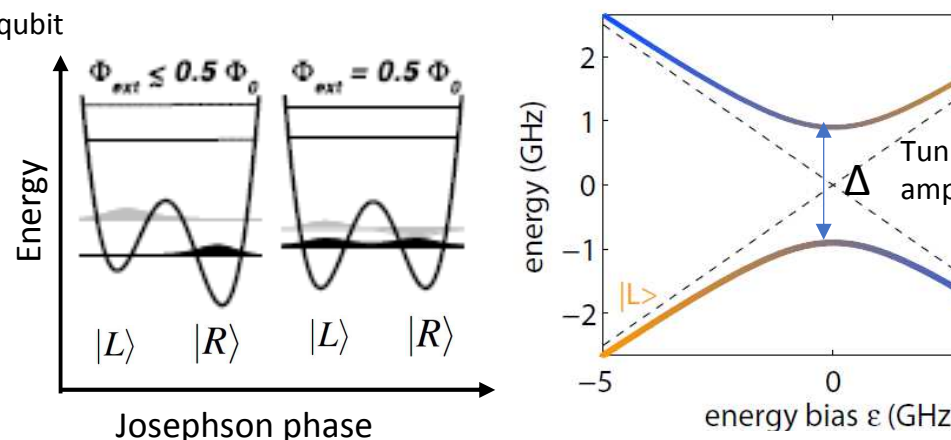 qubit
Φext ≤ 0.5 Φ0
Φext = 0.5 Φ0
Energy
|L⟩
|R⟩
|L⟩
|R⟩
Josephson phase
energy (GHz)
2
1
0
−1
−2
Tun
Δ
amp
|L>
−5
0
energy bias ε (GHz